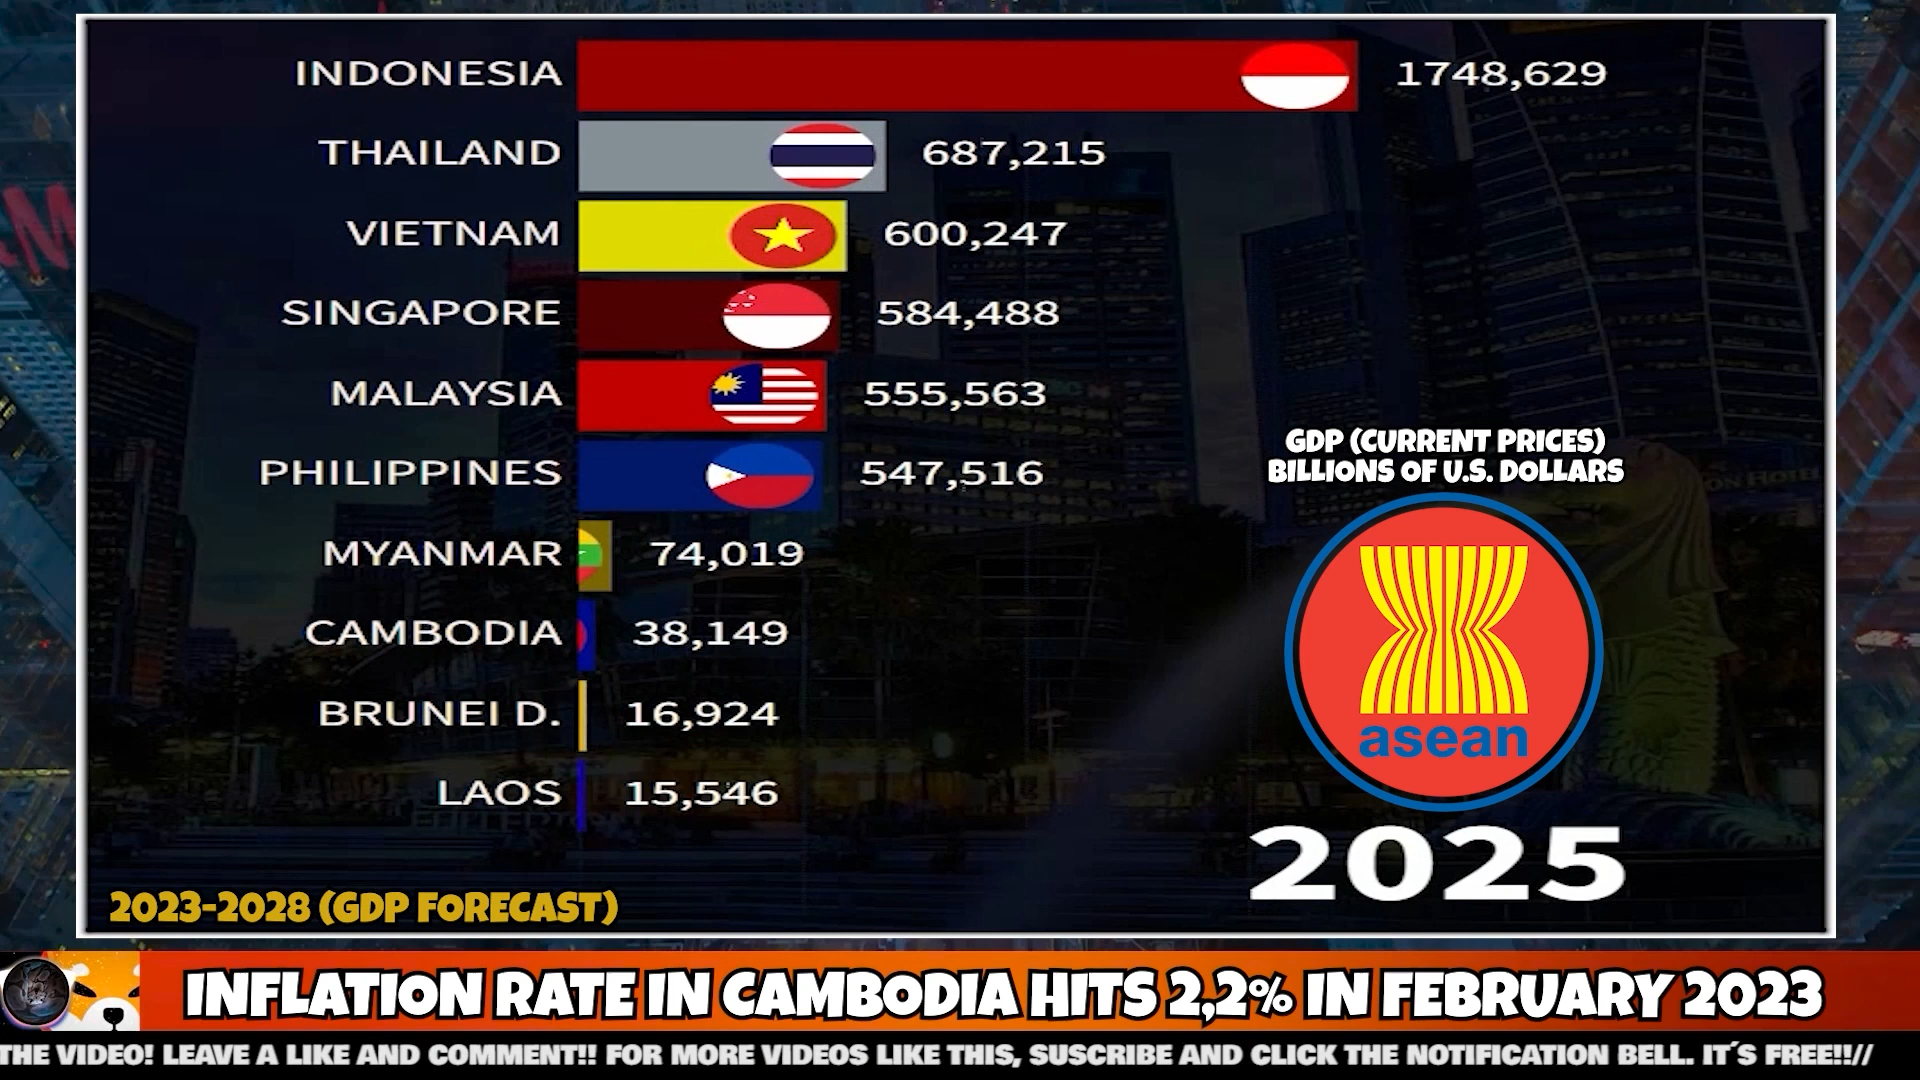 INDONESIA 1748,629
THAILAND 687,215
VIETNAM 600,247
SINGAPORE 584,488
MALAYSIA 555,563
PHILIPPINES 547,516
GDP (CURRENT PRICES)
BILLIONS OF U.S. DOLLARS
MYANMAR 74,019
CAMBODIA 38,149
BRUNEI D. 16,924
LAOS 15,546
asean
2025
2023-2028 (GDP FORECAST)
INFLATION RATE IN CAMBODIA HITS 2,2% IN FEBRUARY 2023
THE VIDEO! LEAVE A LIKE AND COMMENT!! FOR MORE VIDEOS LIKE THIS, SUSCRIBE AND CLICK THE NOTIFICATION BELL. IT´S FREE!!//